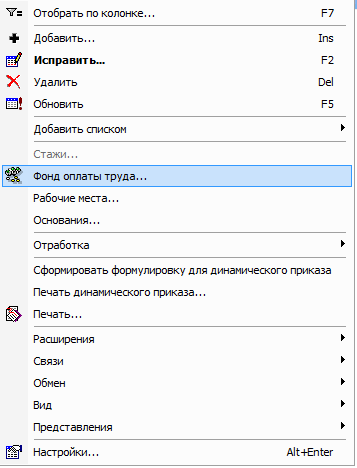 Отобрать по колонке... F7
Добавить... Ins
Исправить... F2
Удалить Del
Обновить F5
Добавить списком
Стажи...
Фонд оплаты труда...
Рабочие места...
Основания...
Отработка
Сформировать формулировку для динамического приказа
Печать динамического приказа...
Печать...
Расширения
Связи
Обмен
Вид
Представления
Настройки... Alt+Enter